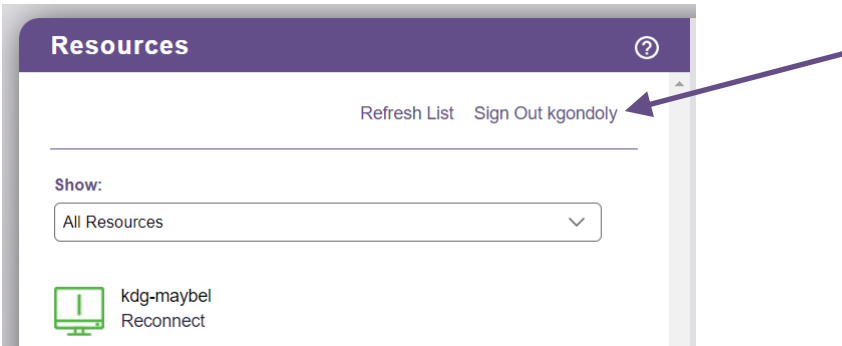 Resources
Refresh List Sign Out kgondoly
Show:
All Resources
kdg-maybel
Reconnect